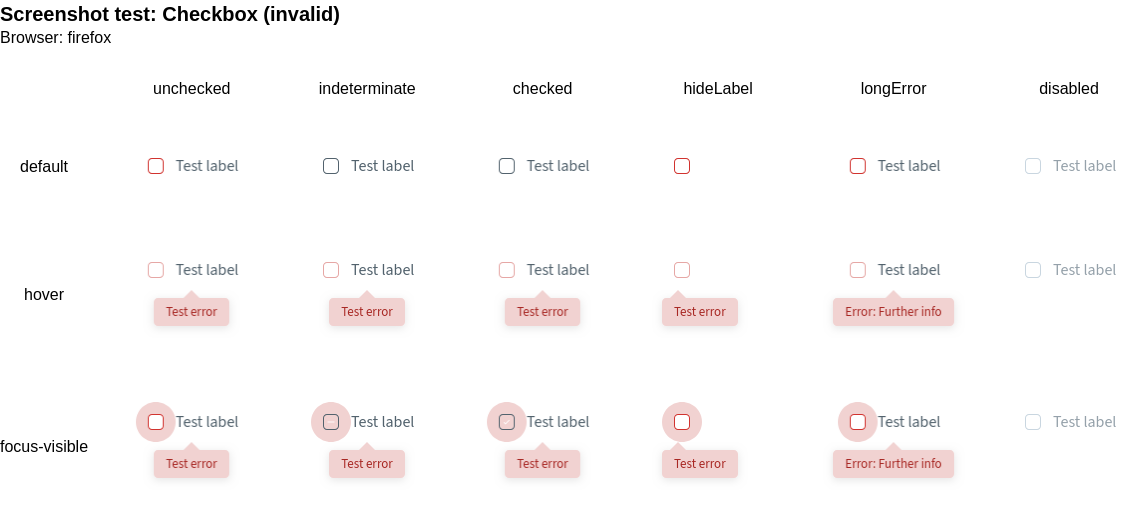 Screenshot test: Checkbox (invalid)
Browser: firefox
unchecked indeterminate checked hideLabel longError disabled
default Test label Test label Test label Test label Test label
hover Test label Test label Test label Test label Test label
Test error Test error Test error Test error Error: Further info
focus-visible Test label Test label Test label Test label Test label
Test error Test error Test error Test error Error: Further info